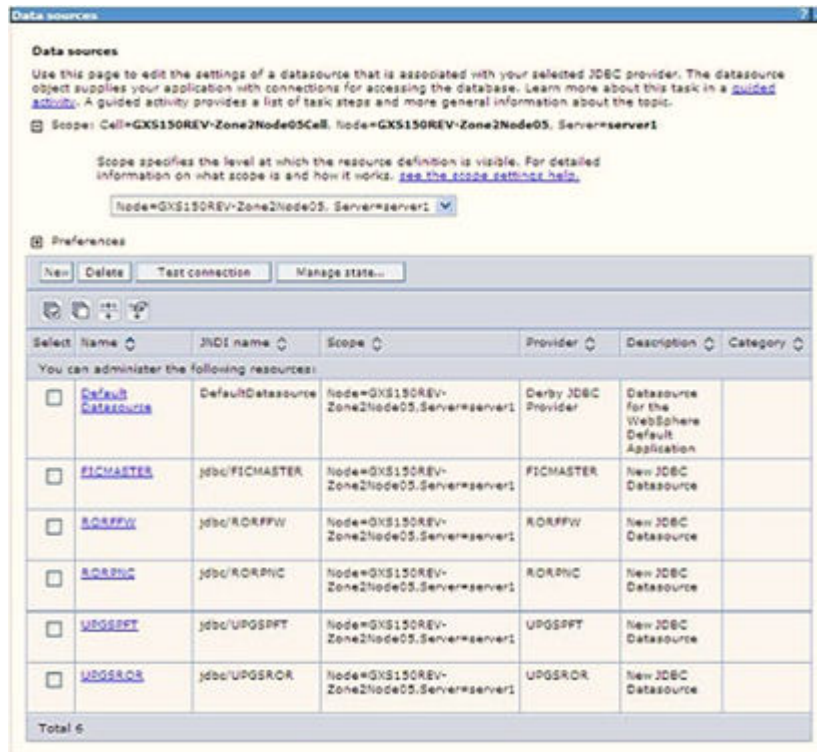 Data sources
?
Data sources
Use this page to edit the settings of a datasource that is associated with your selected JDBC provider. The datasource
object supplies your application with connections for accessing the database. Learn more about this task in a guided
activity. A guided activity provides a list of task steps and more general information about the topic.
Scope: Cell=GXS150REV-Zone2Node05Cell, Node=GXS150REV-Zone2Node05, Server=server1
Scope specifies the level at which the resource definition is visible. For detailed
information on what scope is and how it works, see the scope settings help.
Node=GXS150REV-Zone2Node05, Server=server1
Preferences
New Delete Test connection Manage state...
Select Name JNDI name Scope Provider Description Category
You can administer the following resources:
Default DefaultDatasource Node=GXS150REV- Derby JDBC Datasource
Datasource Zone2Node05,Server=server1 Provider for the
WebSphere
Default
Application
FICMASTER jdbc/FICMASTER Node=GXS150REV- FICMASTER New JDBC
Zone2Node05,Server=server1 Datasource
RORFFW jdbc/RORFFW Node=GXS150REV- RORFFW New JDBC
Zone2Node05,Server=server1 Datasource
RORPNC jdbc/RORPNC Node=GXS150REV- RORPNC New JDBC
Zone2Node05,Server=server1 Datasource
UPGSPFT jdbc/UPGSPFT Node=GXS150REV- UPGSPFT New JDBC
Zone2Node05,Server=server1 Datasource
UPGSROR jdbc/UPGSROR Node=GXS150REV- UPGSROR New JDBC
Zone2Node05,Server=server1 Datasource
Total 6